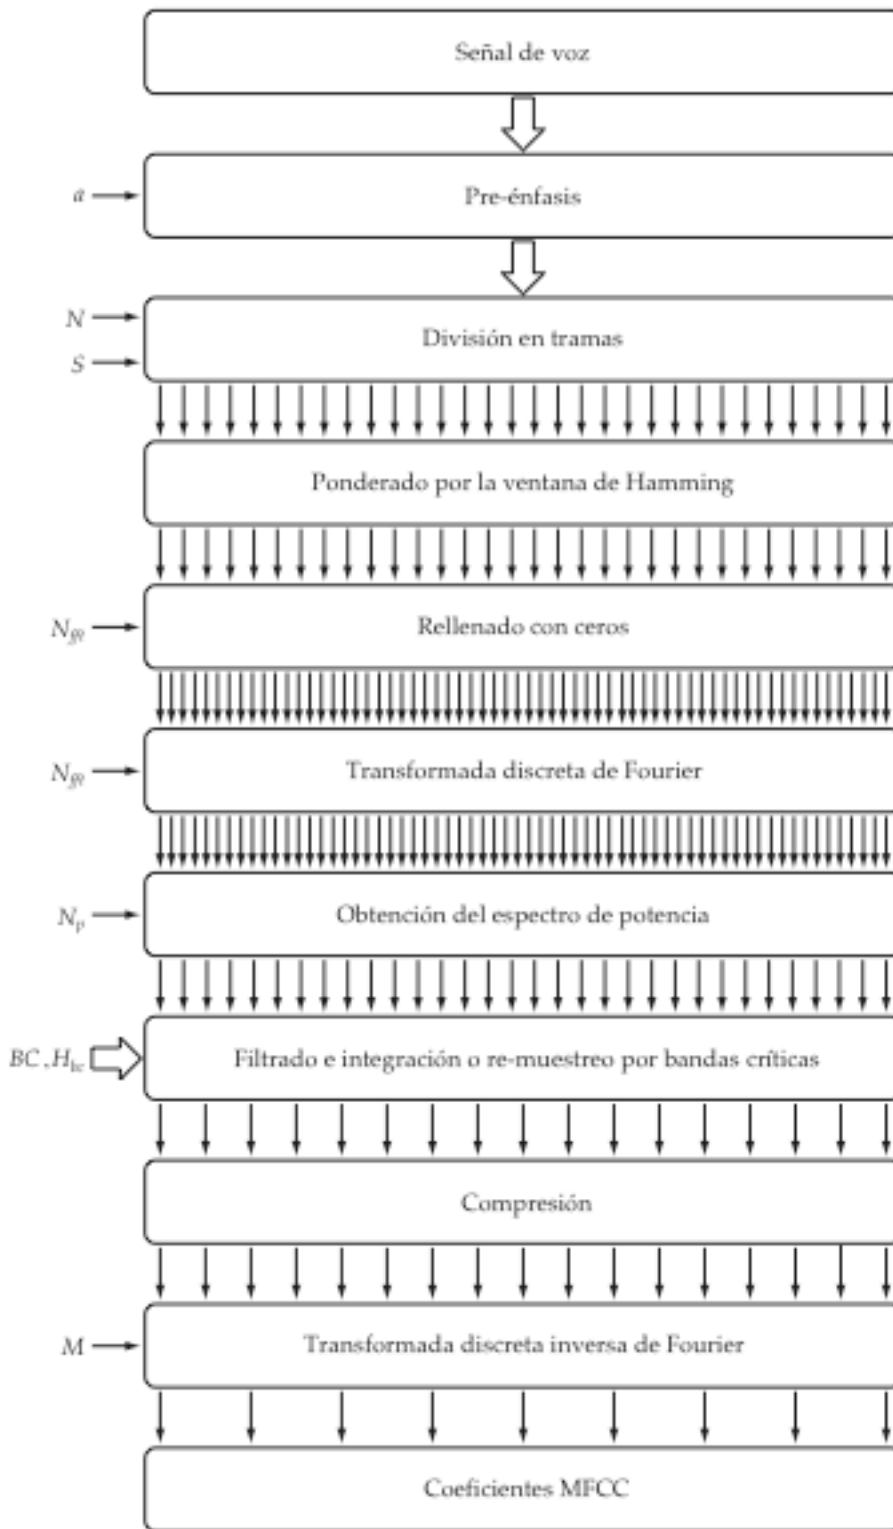 Señal de voz
a
Pre-énfasis
N
S
División en tramas
Ponderado por la ventana de Hamming
N_fft
Rellenado con ceros
N_fft
Transformada discreta de Fourier
N_p
Obtención del espectro de potencia
BC, H_bc
Filtrado e integración o re-muestreo por bandas críticas
Compresión
M
Transformada discreta inversa de Fourier
Coeficientes MFCC